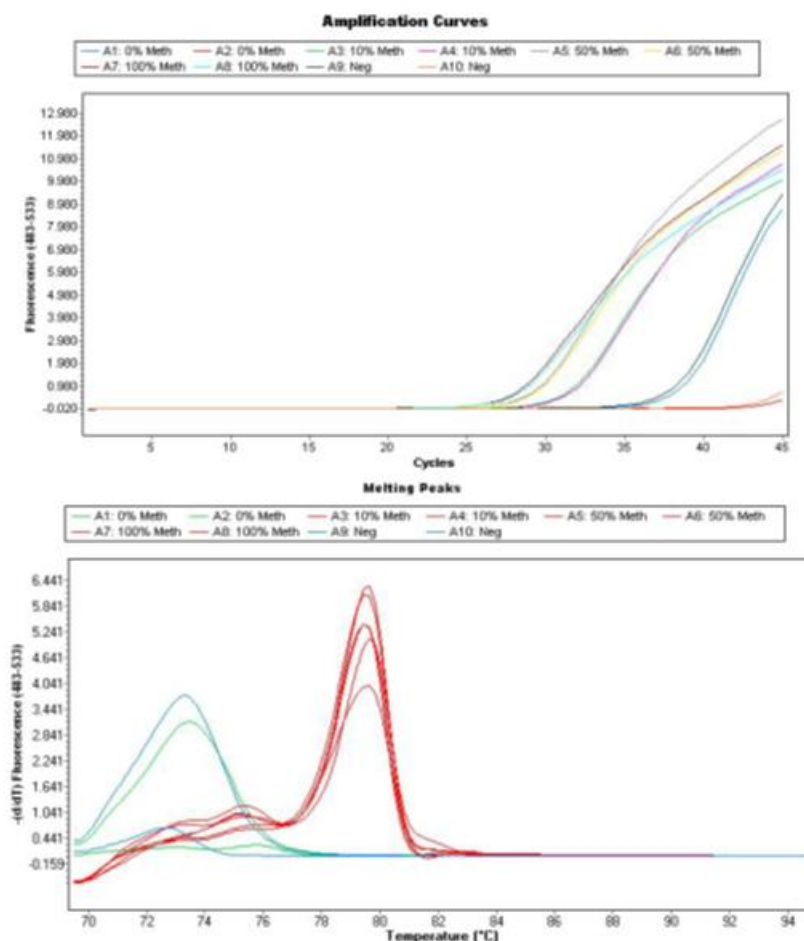 Amplification Curves
A1: 0% Meth A2: 0% Meth A3: 10% Meth A4: 10% Meth A5: 50% Meth A6: 50% Meth
A7: 100% Meth A8: 100% Meth A9: Neg A10: Neg
12.980
11.980
10.980
9.980
8.980
7.980
6.980
5.980
4.980
3.980
2.980
1.980
0.980
-0.020
Fluorescence (483-533)
5 10 15 20 25 30 35 40 45
Cycles
Melting Peaks
A1: 0% Meth A2: 0% Meth A3: 10% Meth A4: 10% Meth A5: 50% Meth A6: 50% Meth
A7: 100% Meth A8: 100% Meth A9: Neg A10: Neg
6.441
5.841
5.241
4.641
4.041
3.441
2.841
2.241
1.641
1.041
0.441
-0.159
-(d/dT) Fluorescence (483-533)
70 72 74 76 78 80 82 84 86 88 90 92 94
Temperature [°C]